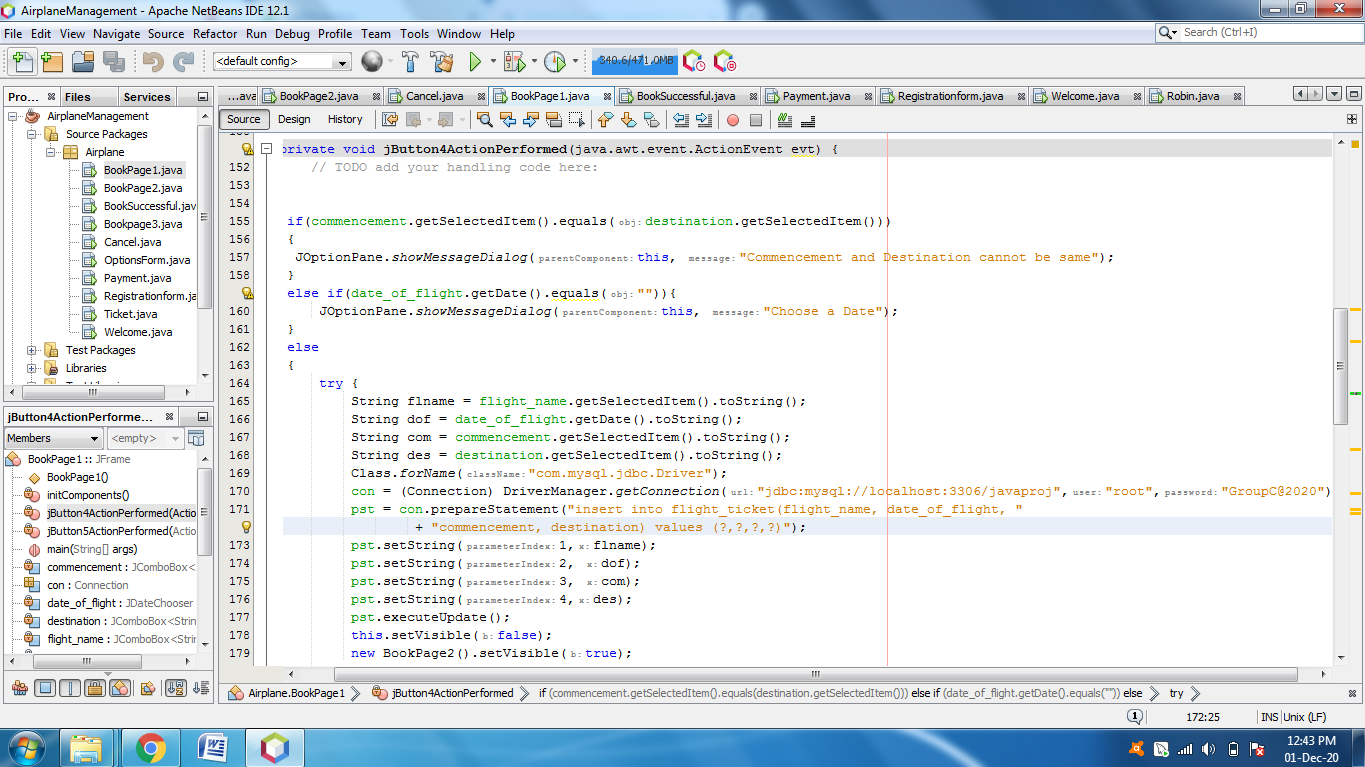 AirplaneManagement - Apache NetBeans IDE 12.1
File Edit View Navigate Source Refactor Run Debug Profile Team Tools Window Help
Search (Ctrl+I)
<default config>
340.6/471.0MB
Pro... Files Services
...ava BookPage2.java Cancel.java BookPage1.java BookSuccessful.java Payment.java Registrationform.java Welcome.java Robin.java
Source Design History
AirplaneManagement
Source Packages
Airplane
BookPage1.java
BookPage2.java
BookSuccessful.jav
Bookpage3.java
Cancel.java
OptionsForm.java
Payment.java
Registrationform.ja
Ticket.java
Welcome.java
Test Packages
Libraries
jButton4ActionPerforme...
Members <empty>
BookPage1 :: JFrame
BookPage1()
initComponents()
jButton4ActionPerformed(Actio
jButton5ActionPerformed(Actio
main(String[] args)
commencement : JComboBox<
con : Connection
date_of_flight : JDateChooser
destination : JComboBox<Strin
flight_name : JComboBox<Strin
private void jButton4ActionPerformed(java.awt.event.ActionEvent evt) {
152 // TODO add your handling code here:
153
154
155 if(commencement.getSelectedItem().equals(obj:destination.getSelectedItem()))
156 {
157 JOptionPane.showMessageDialog(parentComponent:this, message:"Commencement and Destination cannot be same");
158 }
else if(date_of_flight.getDate().equals(obj:"")){
160 JOptionPane.showMessageDialog(parentComponent:this, message:"Choose a Date");
161 }
162 else
163 {
164 try {
165 String flname = flight_name.getSelectedItem().toString();
166 String dof = date_of_flight.getDate().toString();
167 String com = commencement.getSelectedItem().toString();
168 String des = destination.getSelectedItem().toString();
169 Class.forName(className:"com.mysql.jdbc.Driver");
170 con = (Connection) DriverManager.getConnection(url:"jdbc:mysql://localhost:3306/javaproj",user:"root",password:"GroupC@2020")
171 pst = con.prepareStatement("insert into flight_ticket(flight_name, date_of_flight, "
+ "commencement, destination) values (?,?,?,?)");
173 pst.setString(parameterIndex:1,x:flname);
174 pst.setString(parameterIndex:2, x:dof);
175 pst.setString(parameterIndex:3, x:com);
176 pst.setString(parameterIndex:4,x:des);
177 pst.executeUpdate();
178 this.setVisible(b:false);
179 new BookPage2().setVisible(b:true);
Airplane.BookPage1 jButton4ActionPerformed if (commencement.getSelectedItem().equals(destination.getSelectedItem())) else if (date_of_flight.getDate().equals("")) else try
1 172:25 INS Unix (LF)
12:43 PM
01-Dec-20